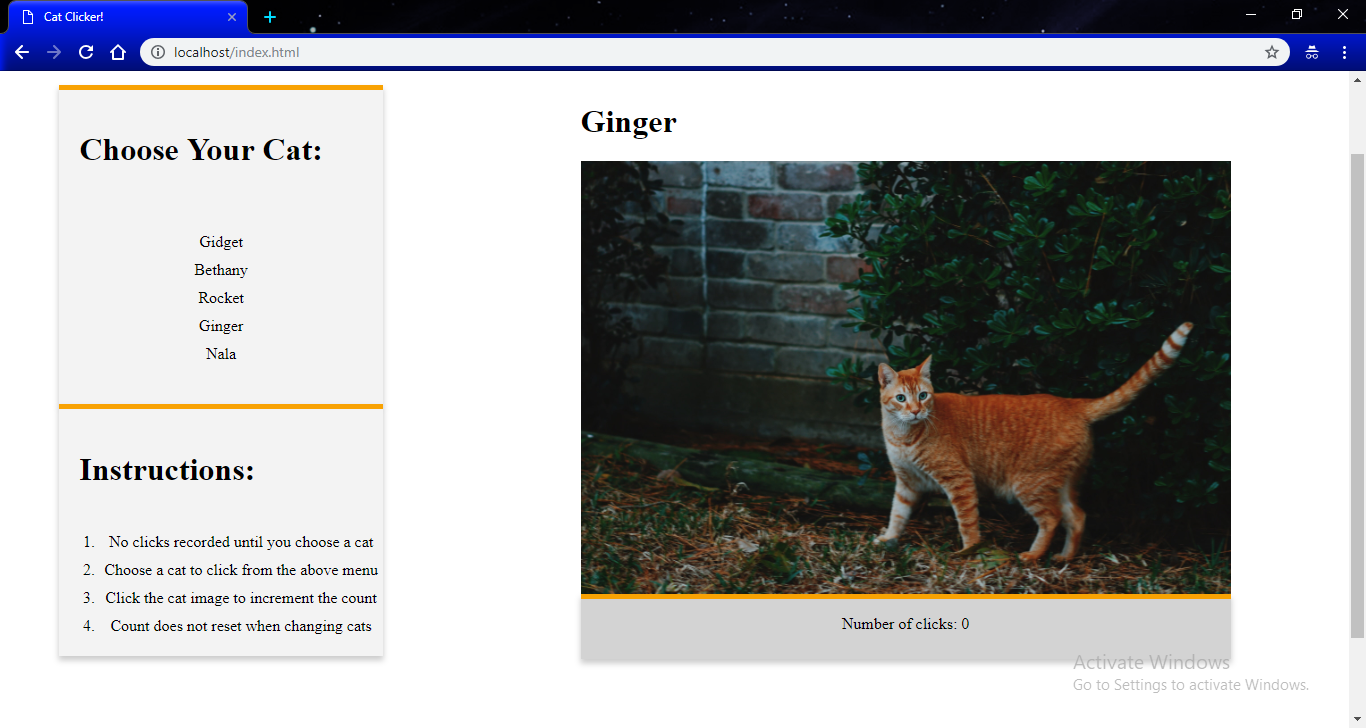 Cat Clicker!
localhost/index.html
Choose Your Cat:
Gidget
Bethany
Rocket
Ginger
Nala
Instructions:
1. No clicks recorded until you choose a cat
2. Choose a cat to click from the above menu
3. Click the cat image to increment the count
4. Count does not reset when changing cats
Ginger
Number of clicks: 0
Activate Windows
Go to Settings to activate Windows.